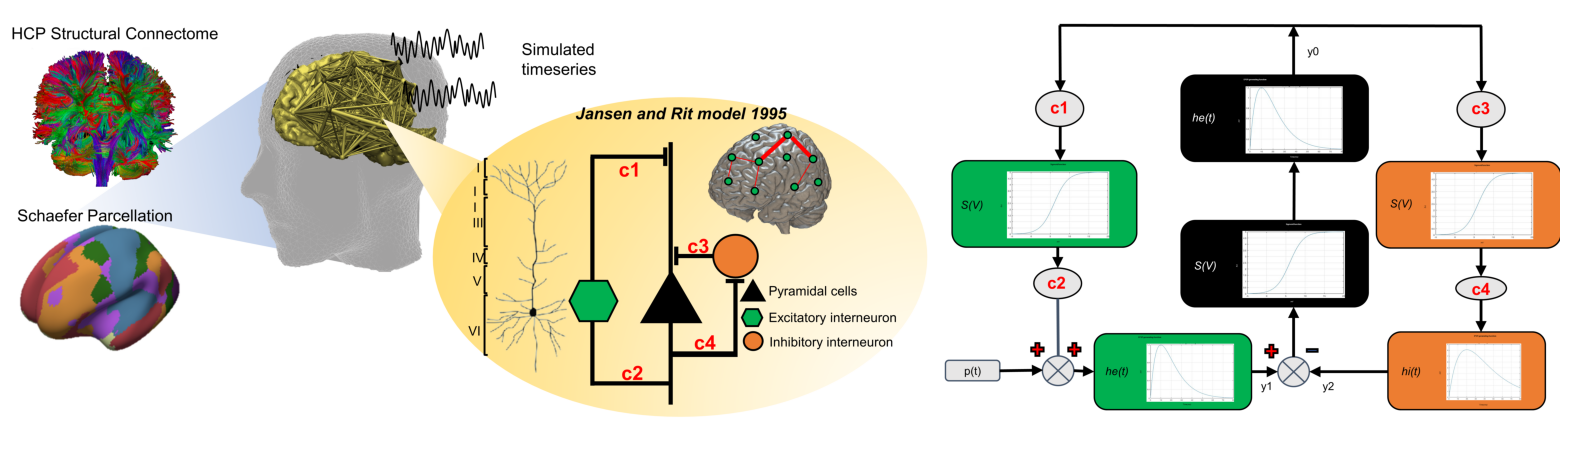 HCP Structural Connectome
Schaefer Parcellation
Simulated
timeseries
Jansen and Rit model 1995
I
I
I
III
IV
V
VI
c1
c3
c4
c2
Pyramidal cells
Excitatory interneuron
Inhibitory interneuron
y0
c1
he(t)
c3
S(V)
S(V)
S(V)
c2
c4
p(t)
he(t)
y1
y2
hi(t)